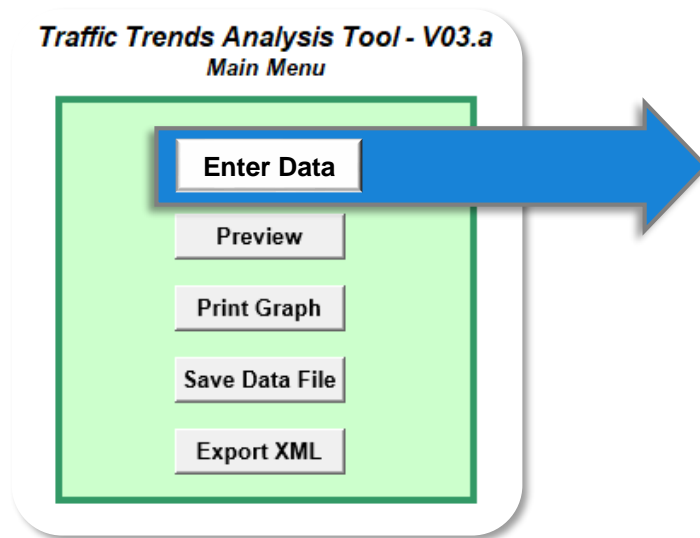 Traffic Trends Analysis Tool - V03.a
Main Menu
Enter Data
Preview
Print Graph
Save Data File
Export XML